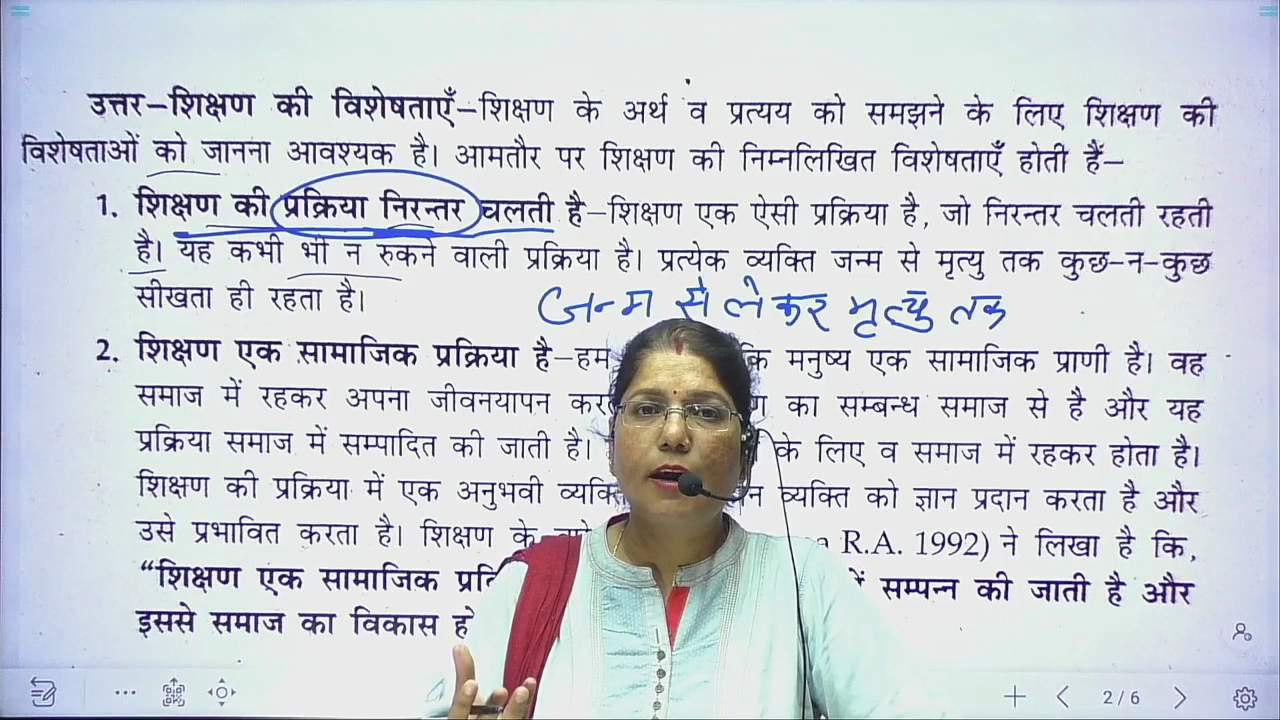 उत्तर–शिक्षण की विशेषताएँ–शिक्षण के अर्थ व प्रत्यय को समझने के लिए शिक्षण की
विशेषताओं को जानना आवश्यक है। आमतौर पर शिक्षण की निम्नलिखित विशेषताएँ होती हैं–
1. शिक्षण की प्रक्रिया निरन्तर चलती है–शिक्षण एक ऐसी प्रक्रिया है, जो निरन्तर चलती रहती
है। यह कभी भी न रुकने वाली प्रक्रिया है। प्रत्येक व्यक्ति जन्म से मृत्यु तक कुछ-न-कुछ
सीखता ही रहता है।
जन्म से लेकर मृत्यु तक
2. शिक्षण एक सामाजिक प्रक्रिया है–हम कि मनुष्य एक सामाजिक प्राणी है। वह
समाज में रहकर अपना जीवनयापन का सम्बन्ध समाज से है और यह
प्रक्रिया समाज में सम्पादित की जाती है। के लिए व समाज में रहकर होता है।
शिक्षण की प्रक्रिया में एक अनुभवी व्यक्ति को ज्ञान प्रदान करता है और
उसे प्रभावित करता है। शिक्षण के R.A. 1992) ने लिखा है कि,
“शिक्षण एक सामाजिक सम्पन्न की जाती है और
इससे समाज का विकास
2/6